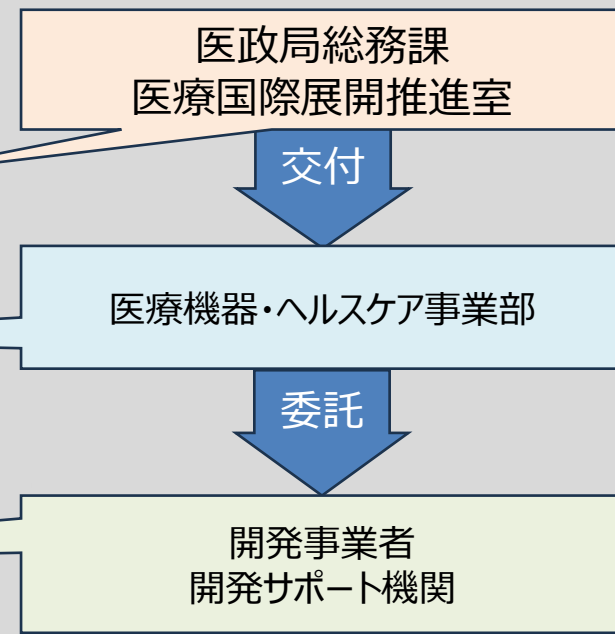 医政局総務課
医療国際展開推進室
交付
医療機器・ヘルスケア事業部
委託
開発事業者
開発サポート機関